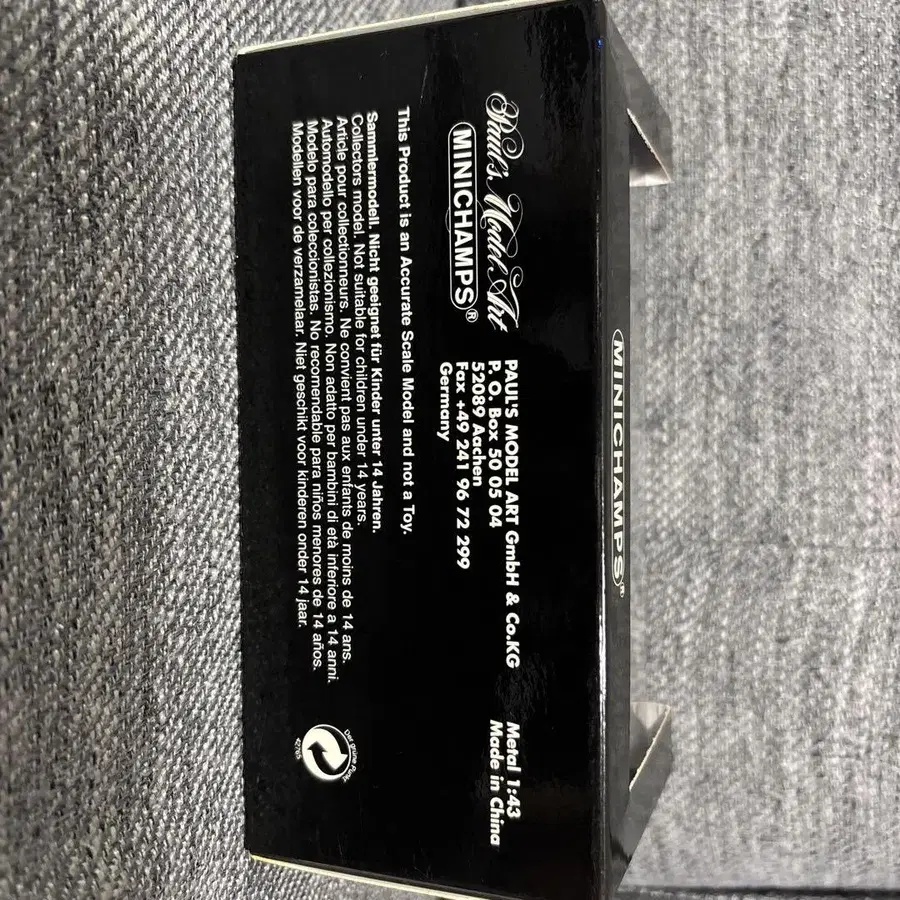 Paul's Model Art
MINICHAMPS®
PAUL'S MODEL ART GmbH & Co.KG
P. O. Box 50 05 04
52089 Aachen
Fax +49 241 96 72 299
Germany
Metal 1:43
Made in China
This Product is an Accurate Scale Model and not a Toy.
Sammlermodell. Nicht geeignet für Kinder unter 14 Jahren.
Collectors model. Not suitable for children under 14 years.
Article pour collectionneurs. Ne convient pas aux enfants de moins de 14 ans.
Automodello per collezionismo. Non adatto per bambini di età inferiore a 14 anni.
Modelo para coleccionistas. No recomendable para niños menores de 14 años.
Modellen voor de verzamelaar. Niet geschikt voor kinderen onder 14 jaar.
Der grüne Punkt
MINICHAMPS®